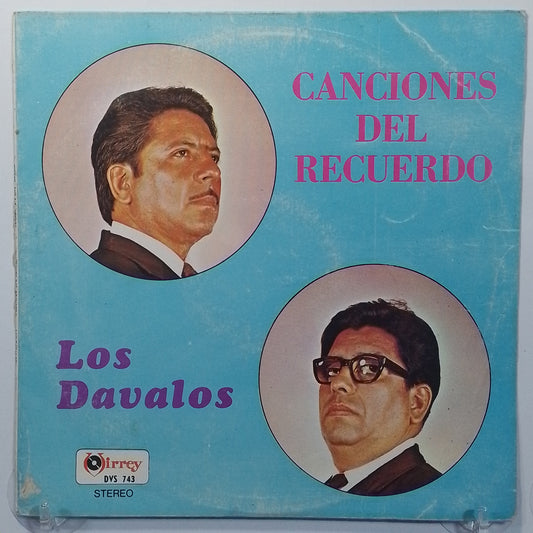 CANCIONES
DEL
RECUERDO
Los
Davalos
Virrey
DVS 743
STEREO